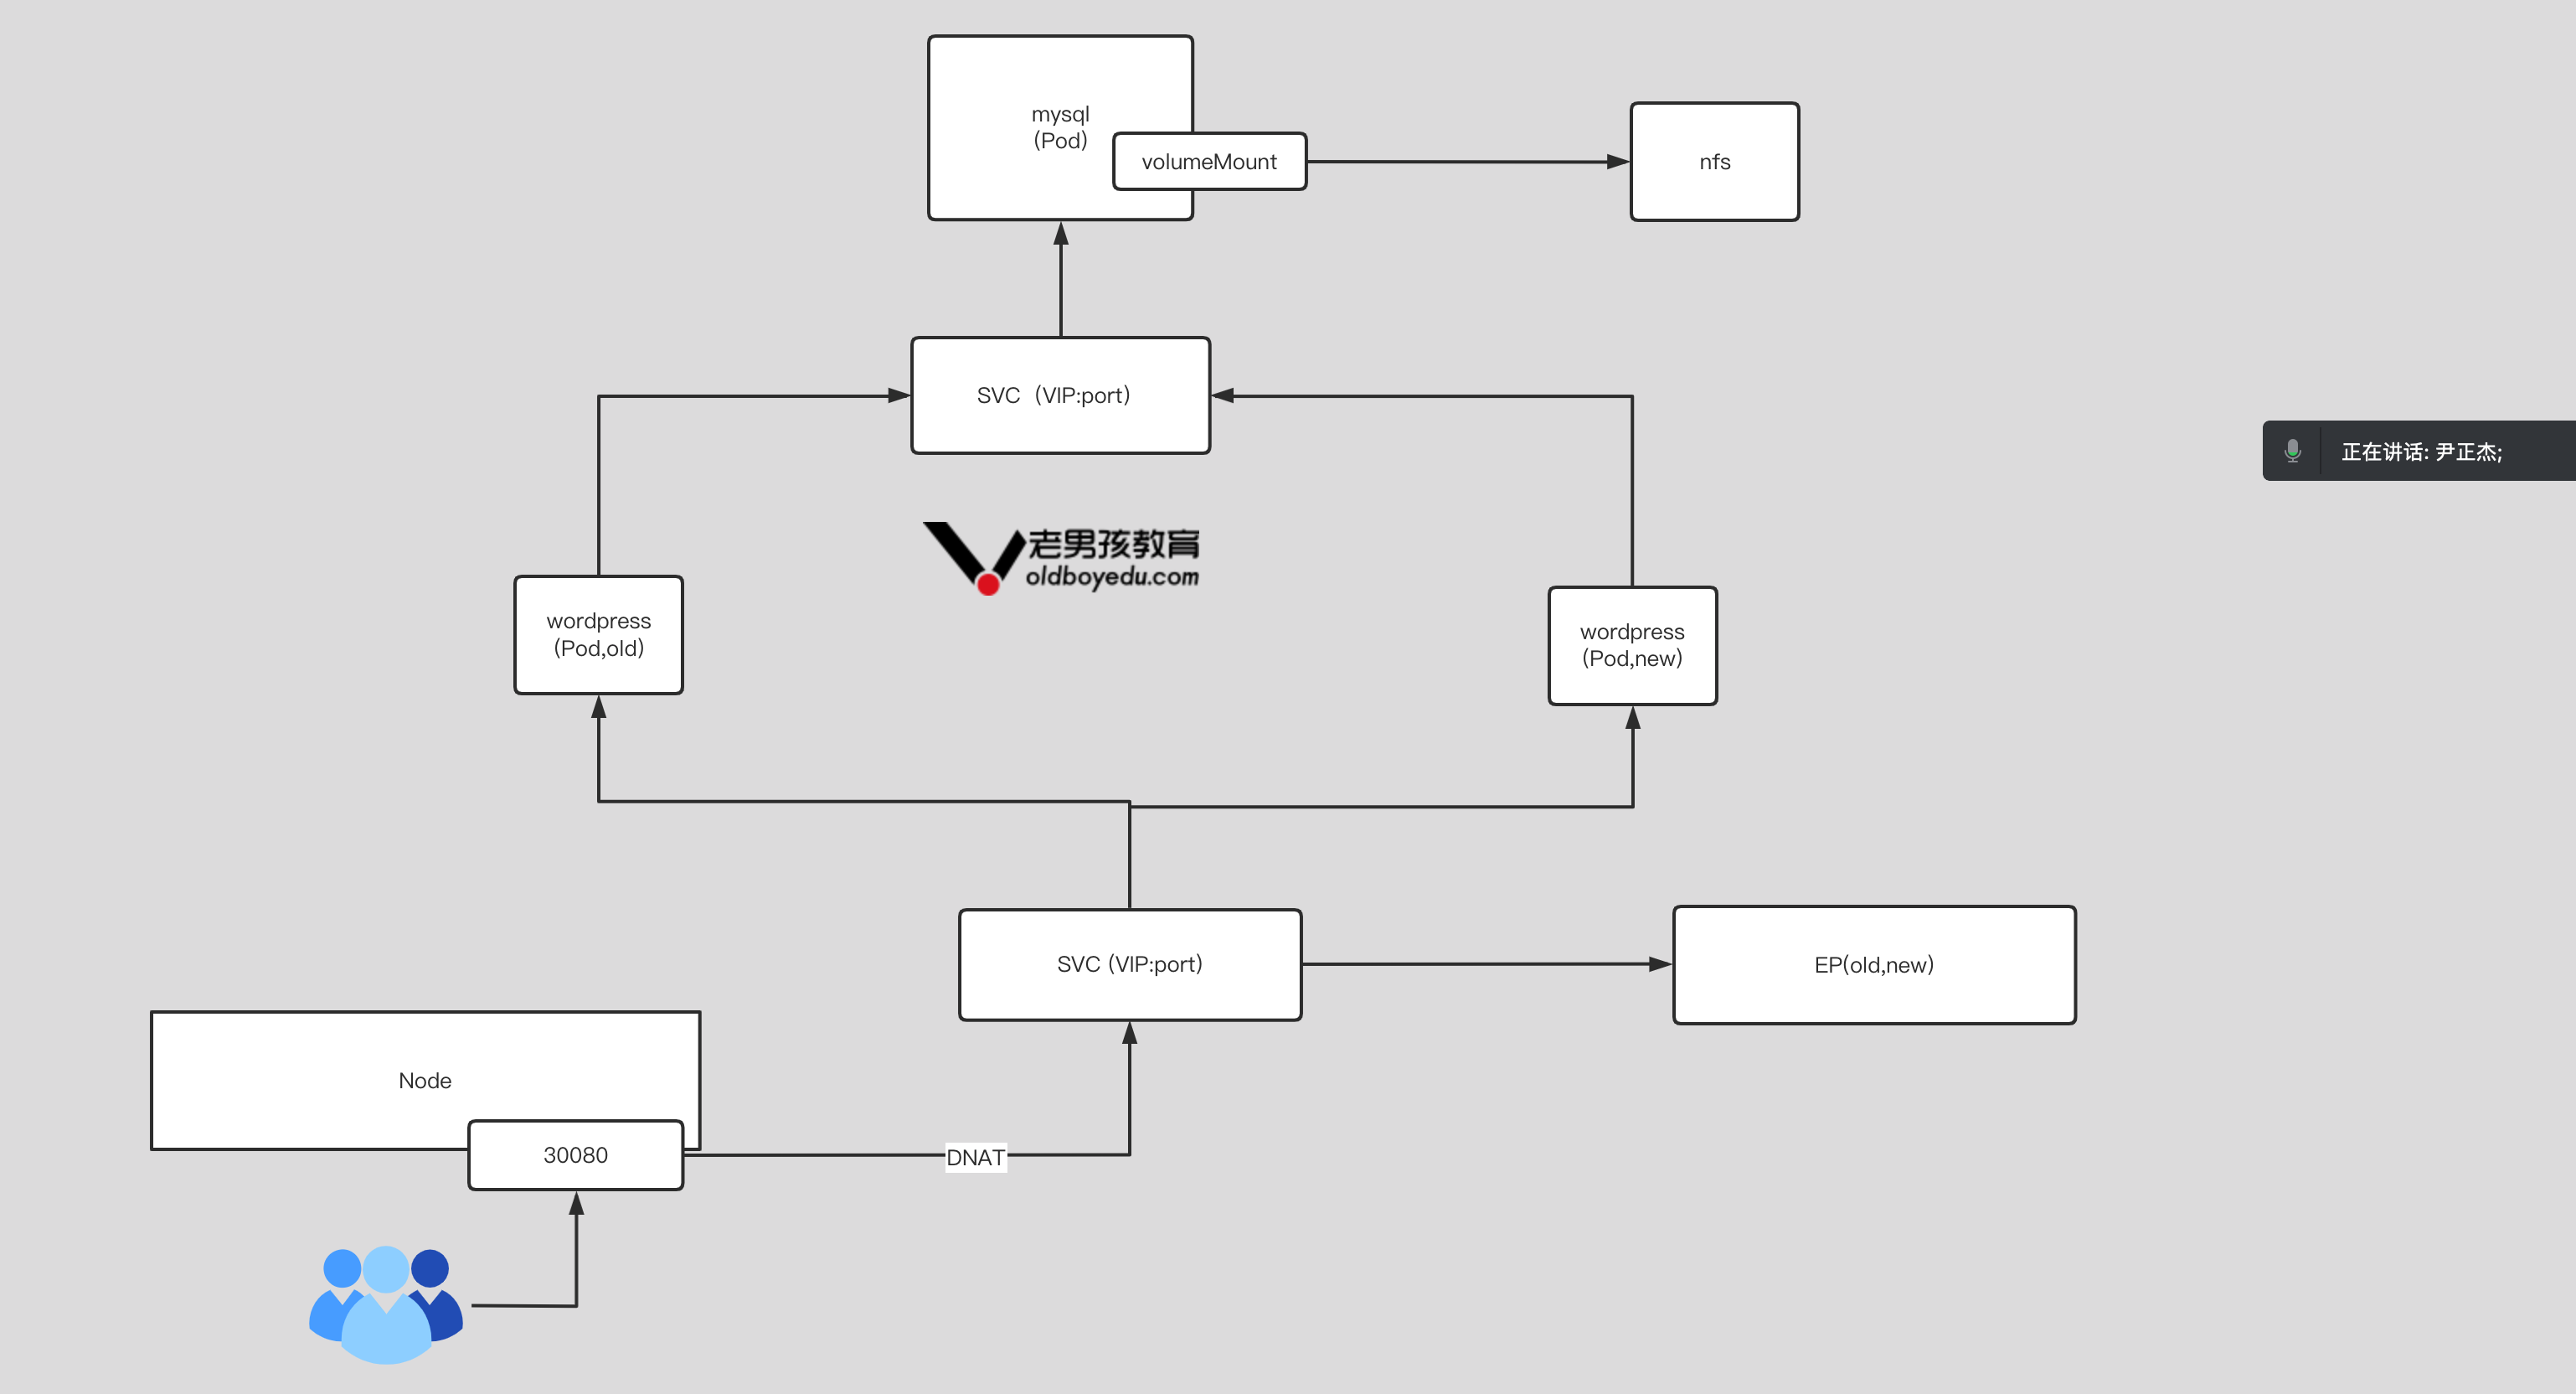 mysql
(Pod)
volumeMount
nfs
SVC（VIP:port）
正在讲话: 尹正杰;
老男孩教育
oldboyedu.com
wordpress
(Pod,old)
wordpress
(Pod,new)
SVC (VIP:port)
EP(old,new)
Node
30080
DNAT